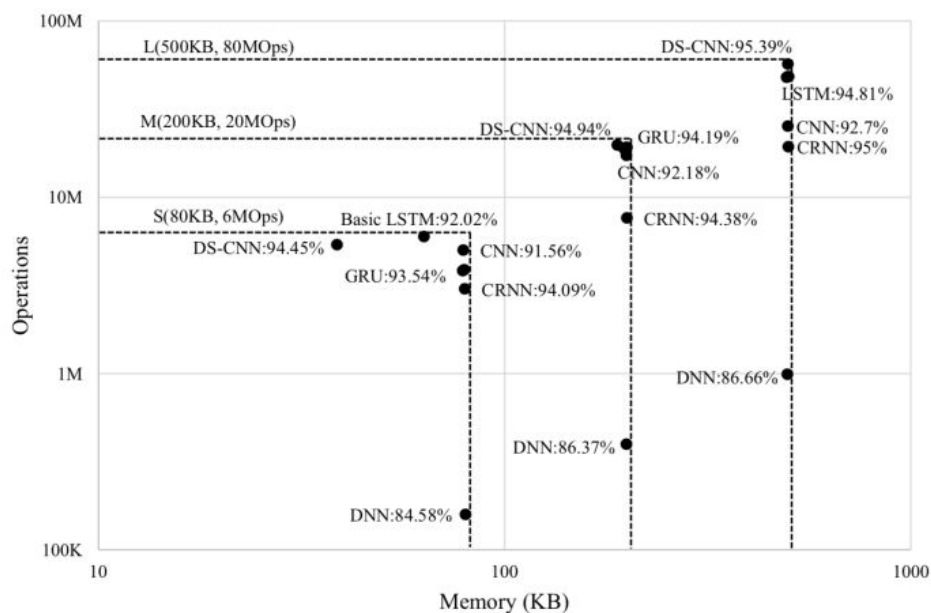 100M
L(500KB, 80MOps)
DS-CNN:95.39%
LSTM:94.81%
M(200KB, 20MOps)
DS-CNN:94.94%
GRU:94.19%
CNN:92.7%
CRNN:95%
CNN:92.18%
10M
S(80KB, 6MOps)
Basic LSTM:92.02%
CRNN:94.38%
DS-CNN:94.45%
CNN:91.56%
GRU:93.54%
CRNN:94.09%
Operations
1M
DNN:86.66%
DNN:86.37%
DNN:84.58%
100K
10
100
1000
Memory (KB)